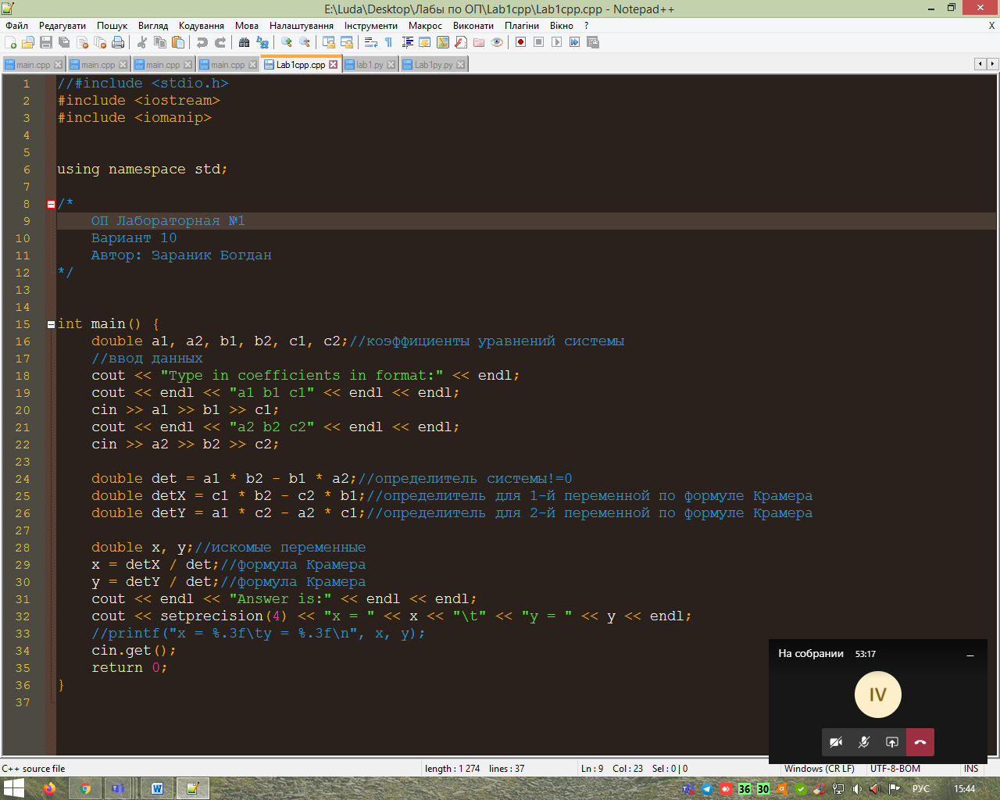 E:\Luda\Desktop\Лабы по ОП\Lab1cpp\Lab1cpp.cpp - Notepad++
Файл Редагувати Пошук Вигляд Кодування Мова Налаштування Інструменти Макрос Виконати Плагіни Вікно ? X
main.cpp main.cpp main.cpp main.cpp Lab1cpp.cpp lab1.py Lab1py.py
1 //#include <stdio.h>
2 #include <iostream>
3 #include <iomanip>
4
5
6 using namespace std;
7
8 /*
9 ОП Лабораторная №1
10 Вариант 10
11 Автор: Зараник Богдан
12 */
13
14
15 int main() {
16 double a1, a2, b1, b2, c1, c2;//коэффициенты уравнений системы
17 //ввод данных
18 cout << "Type in coefficients in format:" << endl;
19 cout << endl << "a1 b1 c1" << endl << endl;
20 cin >> a1 >> b1 >> c1;
21 cout << endl << "a2 b2 c2" << endl << endl;
22 cin >> a2 >> b2 >> c2;
23
24 double det = a1 * b2 - b1 * a2;//определитель системы!=0
25 double detX = c1 * b2 - c2 * b1;//определитель для 1-й переменной по формуле Крамера
26 double detY = a1 * c2 - a2 * c1;//определитель для 2-й переменной по формуле Крамера
27
28 double x, y;//искомые переменные
29 x = detX / det;//формула Крамера
30 y = detY / det;//формула Крамера
31 cout << endl << "Answer is:" << endl << endl;
32 cout << setprecision(4) << "x = " << x << "\t" << "y = " << y << endl;
33 //printf("x = %.3f\ty = %.3f\n", x, y);
34 cin.get();
35 return 0;
36 }
37
На собрании 53:17
IV
C++ source file length : 1 274 lines : 37 Ln : 9 Col : 23 Sel : 0 | 0 Windows (CR LF) UTF-8-BOM INS
36 30 РУС 15:44